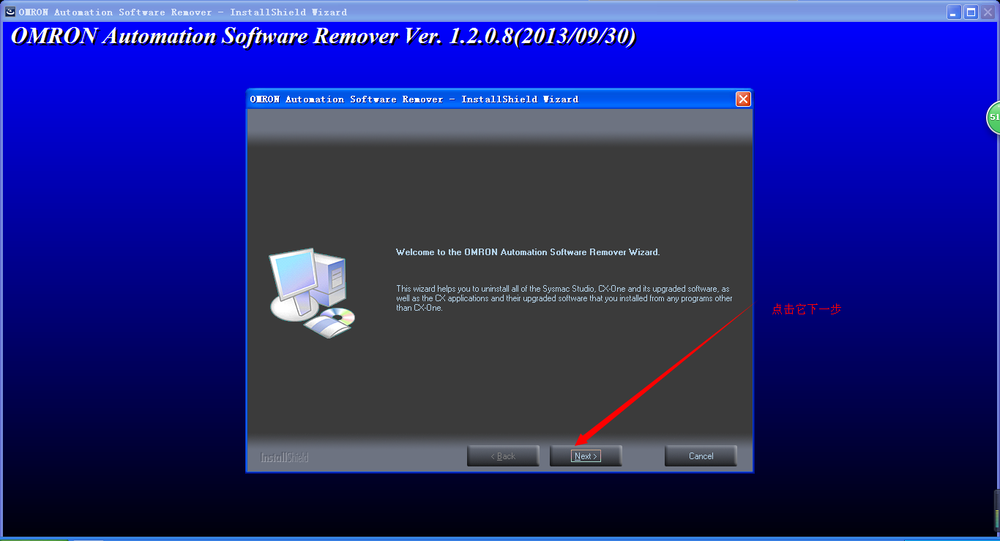 OMRON Automation Software Remover - InstallShield Wizard
OMRON Automation Software Remover Ver. 1.2.0.8(2013/09/30)
OMRON Automation Software Remover - InstallShield Wizard
51
Welcome to the OMRON Automation Software Remover Wizard.
This wizard helps you to uninstall all of the Sysmac Studio, CX-One and its upgraded software, as
well as the CX applications and their upgraded software that you installed from any programs other
than CX-One.
点击它下一步
InstallShield
< Back
Next >
Cancel